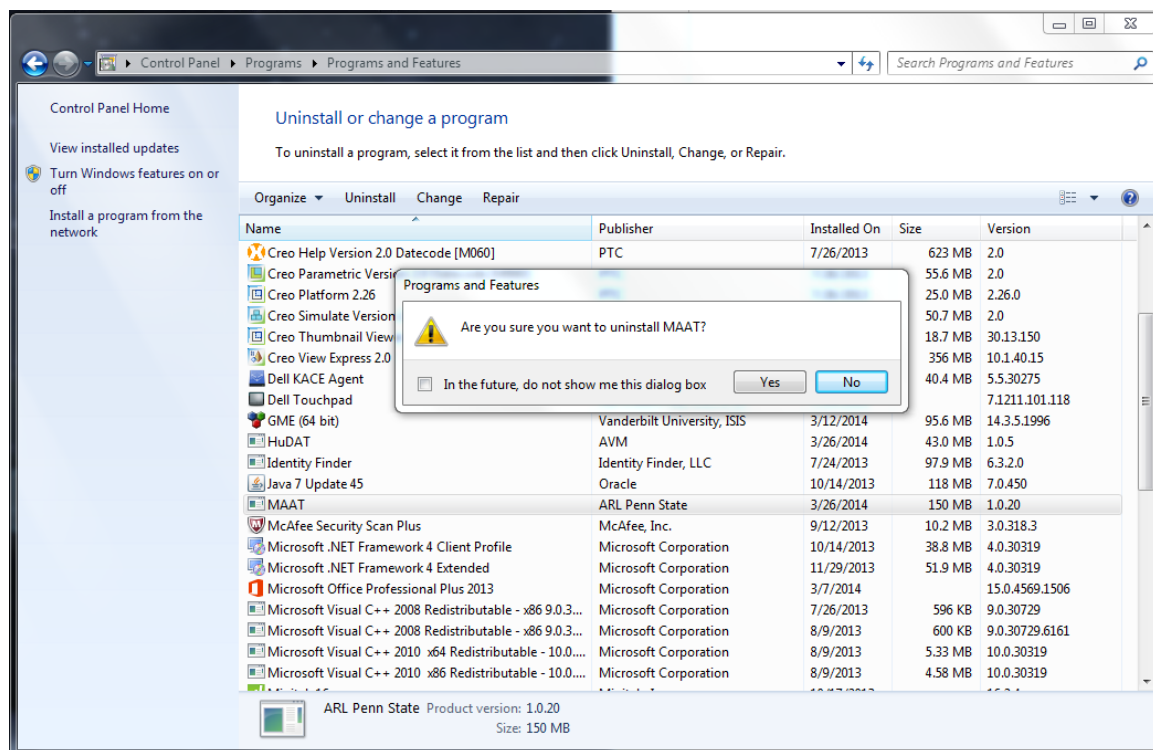 Control Panel Programs Programs and Features Search Programs and Features
Control Panel Home
View installed updates
Turn Windows features on or
off
Install a program from the
network
Uninstall or change a program
To uninstall a program, select it from the list and then click Uninstall, Change, or Repair.
Organize Uninstall Change Repair
Name Publisher Installed On Size Version
Creo Help Version 2.0 Datecode [M060] PTC 7/26/2013 623 MB 2.0
Creo Parametric Versi 55.6 MB 2.0
Creo Platform 2.26 25.0 MB 2.26.0
Creo Simulate Version 50.7 MB 2.0
Creo Thumbnail View 18.7 MB 30.13.150
Creo View Express 2.0 356 MB 10.1.40.15
Dell KACE Agent 40.4 MB 5.5.30275
Dell Touchpad 7.1211.101.118
Programs and Features
Are you sure you want to uninstall MAAT?
In the future, do not show me this dialog box Yes No
GME (64 bit) Vanderbilt University, ISIS 3/12/2014 95.6 MB 14.3.5.1996
HuDAT AVM 3/26/2014 43.0 MB 1.0.5
Identity Finder Identity Finder, LLC 7/24/2013 97.9 MB 6.3.2.0
Java 7 Update 45 Oracle 10/14/2013 118 MB 7.0.450
MAAT ARL Penn State 3/26/2014 150 MB 1.0.20
McAfee Security Scan Plus McAfee, Inc. 9/12/2013 10.2 MB 3.0.318.3
Microsoft .NET Framework 4 Client Profile Microsoft Corporation 10/14/2013 38.8 MB 4.0.30319
Microsoft .NET Framework 4 Extended Microsoft Corporation 11/29/2013 51.9 MB 4.0.30319
Microsoft Office Professional Plus 2013 Microsoft Corporation 3/7/2014 15.0.4569.1506
Microsoft Visual C++ 2008 Redistributable - x86 9.0.3... Microsoft Corporation 7/26/2013 596 KB 9.0.30729
Microsoft Visual C++ 2008 Redistributable - x86 9.0.3... Microsoft Corporation 8/9/2013 600 KB 9.0.30729.6161
Microsoft Visual C++ 2010 x64 Redistributable - 10.0.... Microsoft Corporation 8/9/2013 5.33 MB 10.0.30319
Microsoft Visual C++ 2010 x86 Redistributable - 10.0.... Microsoft Corporation 8/9/2013 4.58 MB 10.0.30319
ARL Penn State Product version: 1.0.20
Size: 150 MB